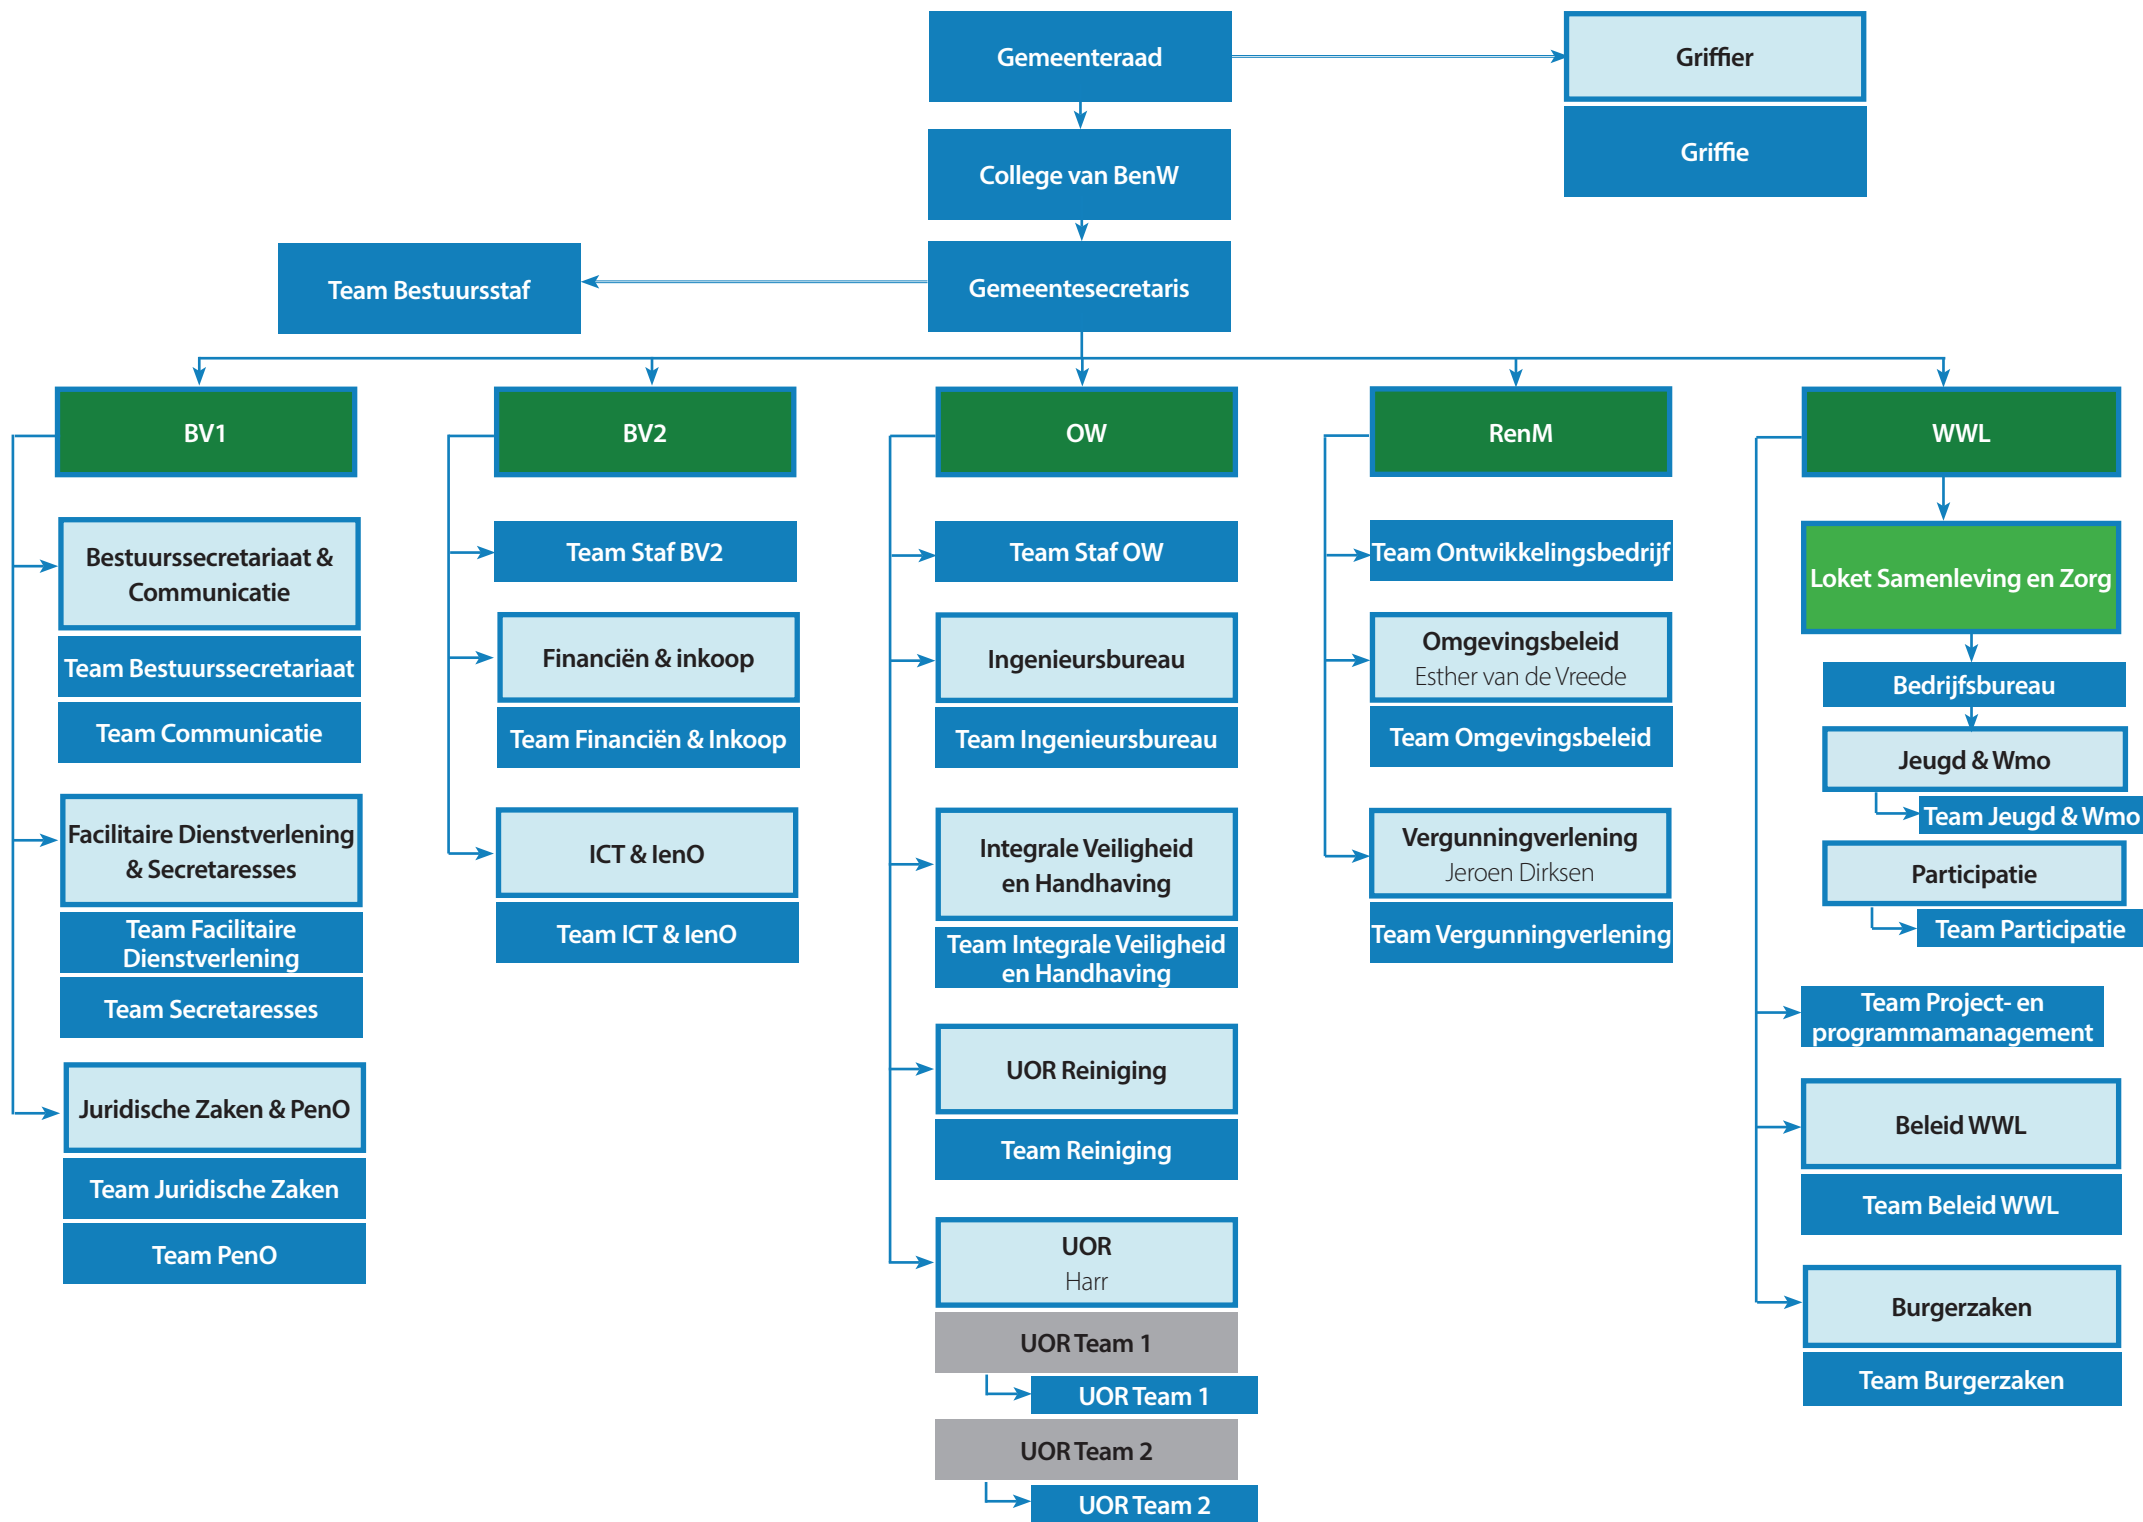 Gemeenteraad
Griffier
Griffie
College van BenW
Team Bestuursstaf
Gemeentesecretaris
BV1
Bestuurssecretariaat &
Communicatie
Team Bestuurssecretariaat
Team Communicatie
Facilitaire Dienstverlening
& Secretaresses
Team Facilitaire
Dienstverlening
Team Secretaresses
Juridische Zaken & PenO
Team Juridische Zaken
Team PenO
BV2
Team Staf BV2
Financiën & inkoop
Team Financiën & Inkoop
ICT & IenO
Team ICT & IenO
OW
Team Staf OW
Ingenieursbureau
Team Ingenieursbureau
Integrale Veiligheid
en Handhaving
Team Integrale Veiligheid
en Handhaving
UOR Reiniging
Team Reiniging
UOR
Harr
UOR Team 1
UOR Team 1
UOR Team 2
UOR Team 2
RenM
Team Ontwikkelingsbedrijf
Omgevingsbeleid
Esther van de Vreede
Team Omgevingsbeleid
Vergunningverlening
Jeroen Dirksen
Team Vergunningverlening
WWL
Loket Samenleving en Zorg
Bedrijfsbureau
Jeugd & Wmo
Team Jeugd & Wmo
Participatie
Team Participatie
Team Project- en
programmamanagement
Beleid WWL
Team Beleid WWL
Burgerzaken
Team Burgerzaken